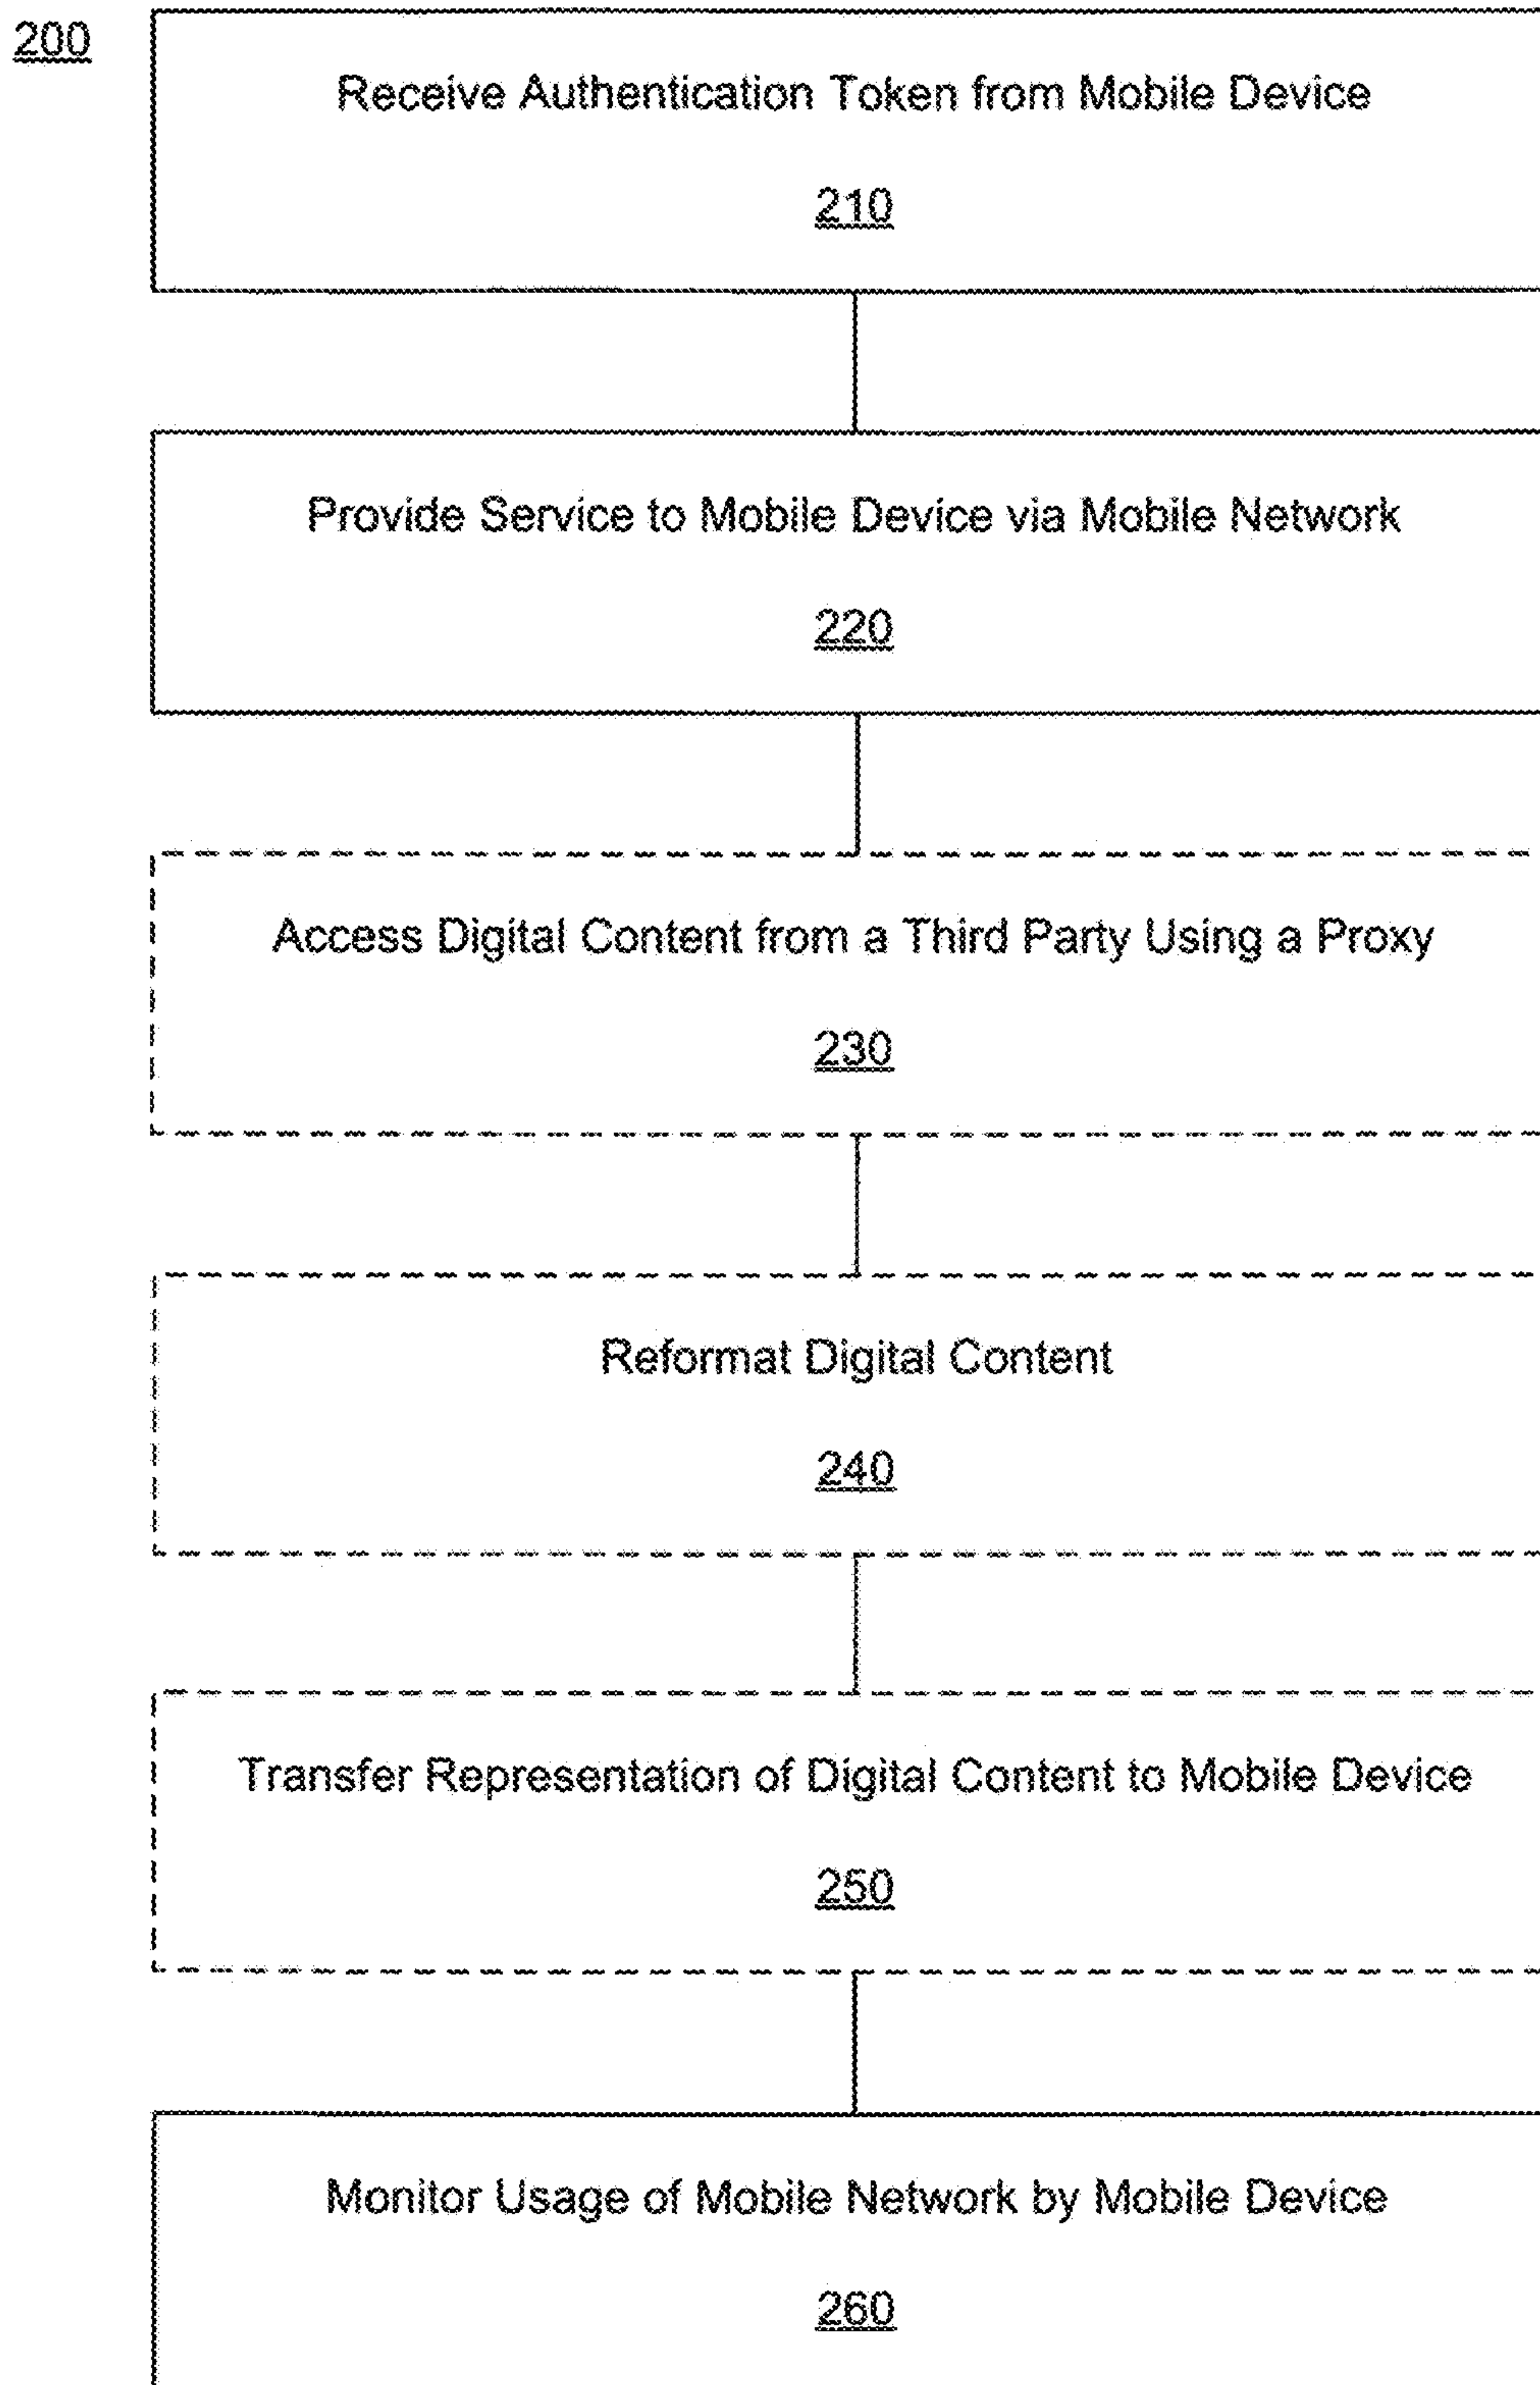 200
Receive Authentication Token from Mobile Device
210
Provide Service to Mobile Device via Mobile Network
220
Access Digital Content from a Third Party Using a Proxy
230
Reformat Digital Content
240
Transfer Representation of Digital Content to Mobile Device
250
Monitor Usage of Mobile Network by Mobile Device
260